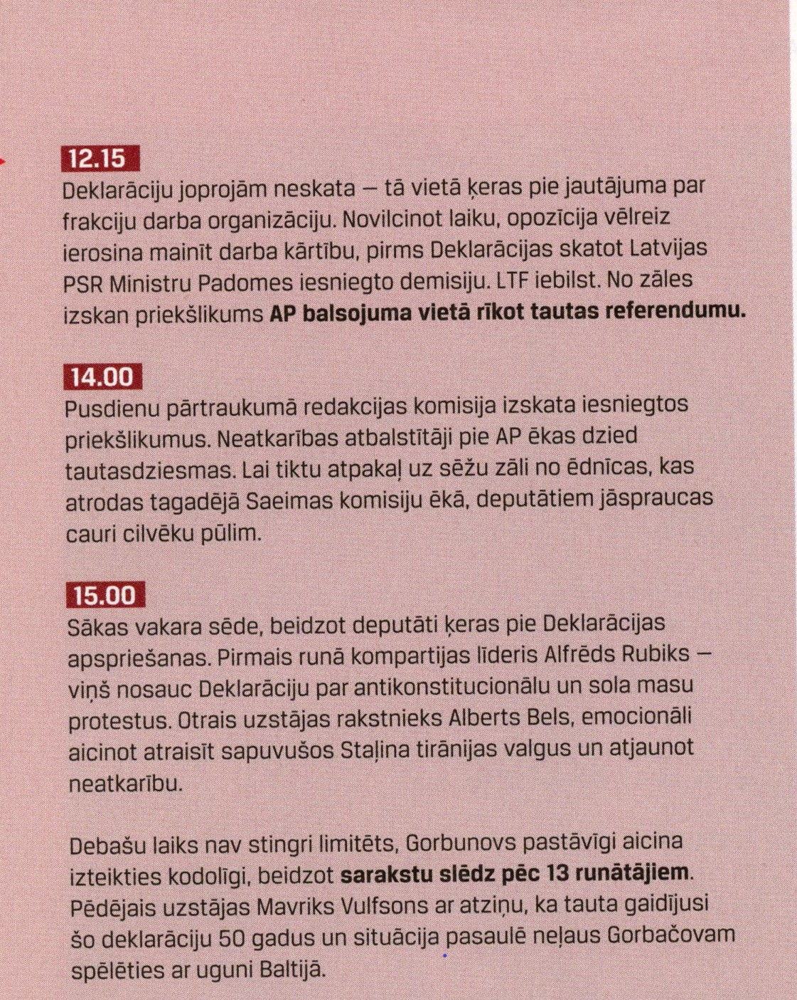 12.15
Deklarāciju joprojām neskata – tā vietā ķeras pie jautājuma par
frakciju darba organizāciju. Novilcinot laiku, opozīcija vēlreiz
ierosina mainīt darba kārtību, pirms Deklarācijas skatot Latvijas
PSR Ministru Padomes iesniegto demisiju. LTF iebilst. No zāles
izskan priekšlikums AP balsojuma vietā rīkot tautas referendumu.
14.00
Pusdienu pārtraukumā redakcijas komisija izskata iesniegtos
priekšlikumus. Neatkarības atbalstītāji pie AP ēkas dzied
tautasdziesmas. Lai tiktu atpakaļ uz sēžu zāli no ēdnīcas, kas
atrodas tagadējā Saeimas komisiju ēkā, deputātiem jāspraucas
cauri cilvēku pūlim.
15.00
Sākas vakara sēde, beidzot deputāti ķeras pie Deklarācijas
apspriešanas. Pirmais runā kompartijas līderis Alfrēds Rubiks –
viņš nosauc Deklarāciju par antikonstitucionālu un sola masu
protestus. Otrais uzstājas rakstnieks Alberts Bels, emocionāli
aicinot atraisīt sapuvušos Staļina tirānijas valgus un atjaunot
neatkarību.
Debašu laiks nav stingri limitēts, Gorbunovs pastāvīgi aicina
izteikties kodolīgi, beidzot sarakstu slēdz pēc 13 runātājiem.
Pēdējais uzstājas Mavriks Vulfsons ar atziņu, ka tauta gaidījusi
šo deklarāciju 50 gadus un situācija pasaulē neļaus Gorbačovam
spēlēties ar uguni Baltijā.